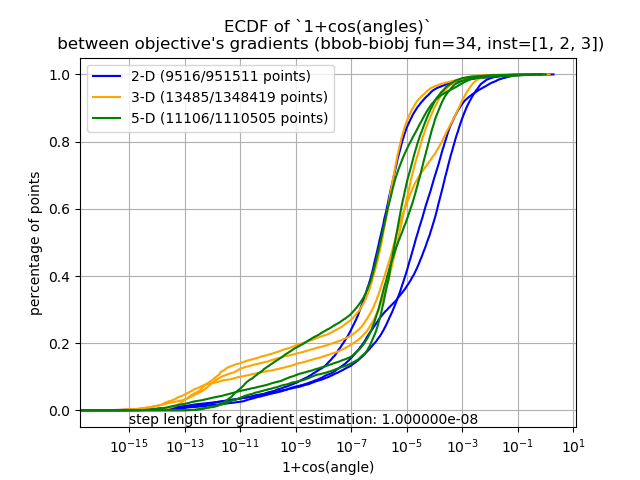 ECDF of `1+cos(angles)`
between objective's gradients (bbob-biobj fun=34, inst=[1, 2, 3])
2-D (9516/951511 points)
3-D (13485/1348419 points)
5-D (11106/1110505 points)
percentage of points
1.0
0.8
0.6
0.4
0.2
0.0
step length for gradient estimation: 1.000000e-08
10⁻¹⁵ 10⁻¹³ 10⁻¹¹ 10⁻⁹ 10⁻⁷ 10⁻⁵ 10⁻³ 10⁻¹ 10¹
1+cos(angle)